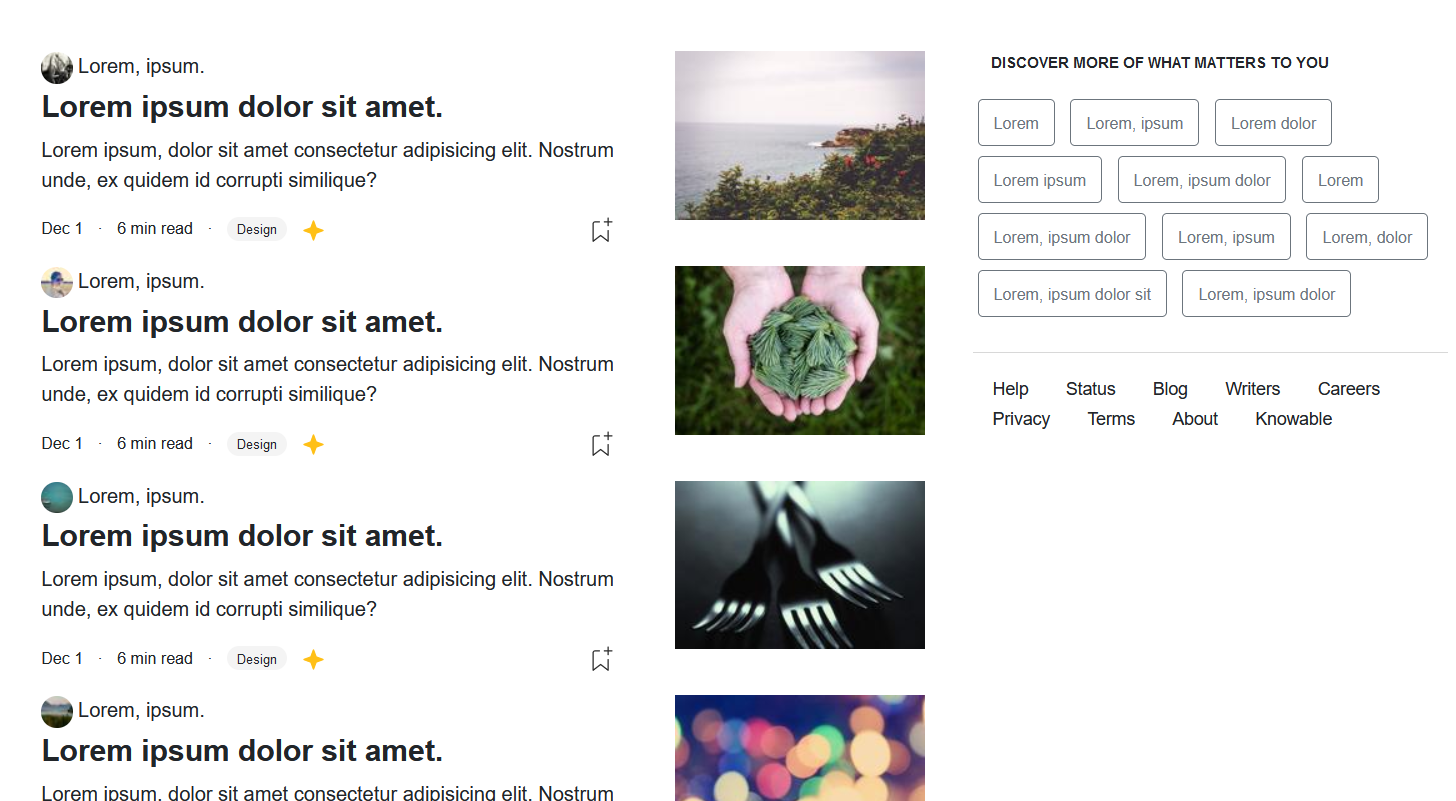 Lorem, ipsum.
Lorem ipsum dolor sit amet.
Lorem ipsum, dolor sit amet consectetur adipisicing elit. Nostrum
unde, ex quidem id corrupti similique?
Dec 1 · 6 min read · Design
Lorem, ipsum.
Lorem ipsum dolor sit amet.
Lorem ipsum, dolor sit amet consectetur adipisicing elit. Nostrum
unde, ex quidem id corrupti similique?
Dec 1 · 6 min read · Design
Lorem, ipsum.
Lorem ipsum dolor sit amet.
Lorem ipsum, dolor sit amet consectetur adipisicing elit. Nostrum
unde, ex quidem id corrupti similique?
Dec 1 · 6 min read · Design
Lorem, ipsum.
Lorem ipsum dolor sit amet.
Lorem ipsum, dolor sit amet consectetur adipisicing elit. Nostrum
DISCOVER MORE OF WHAT MATTERS TO YOU
Lorem Lorem, ipsum Lorem dolor
Lorem ipsum Lorem, ipsum dolor Lorem
Lorem, ipsum dolor Lorem, ipsum Lorem, dolor
Lorem, ipsum dolor sit Lorem, ipsum dolor
Help Status Blog Writers Careers
Privacy Terms About Knowable